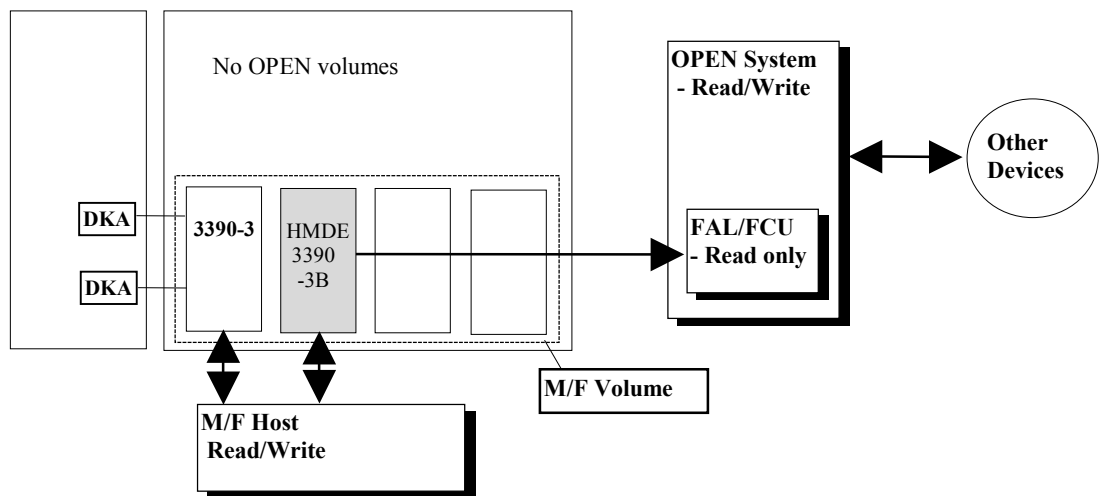 No OPEN volumes
OPEN System
- Read/Write
Other
Devices
DKA
3390-3
HMDE
3390
-3B
FAL/FCU
- Read only
DKA
M/F Volume
M/F Host
Read/Write